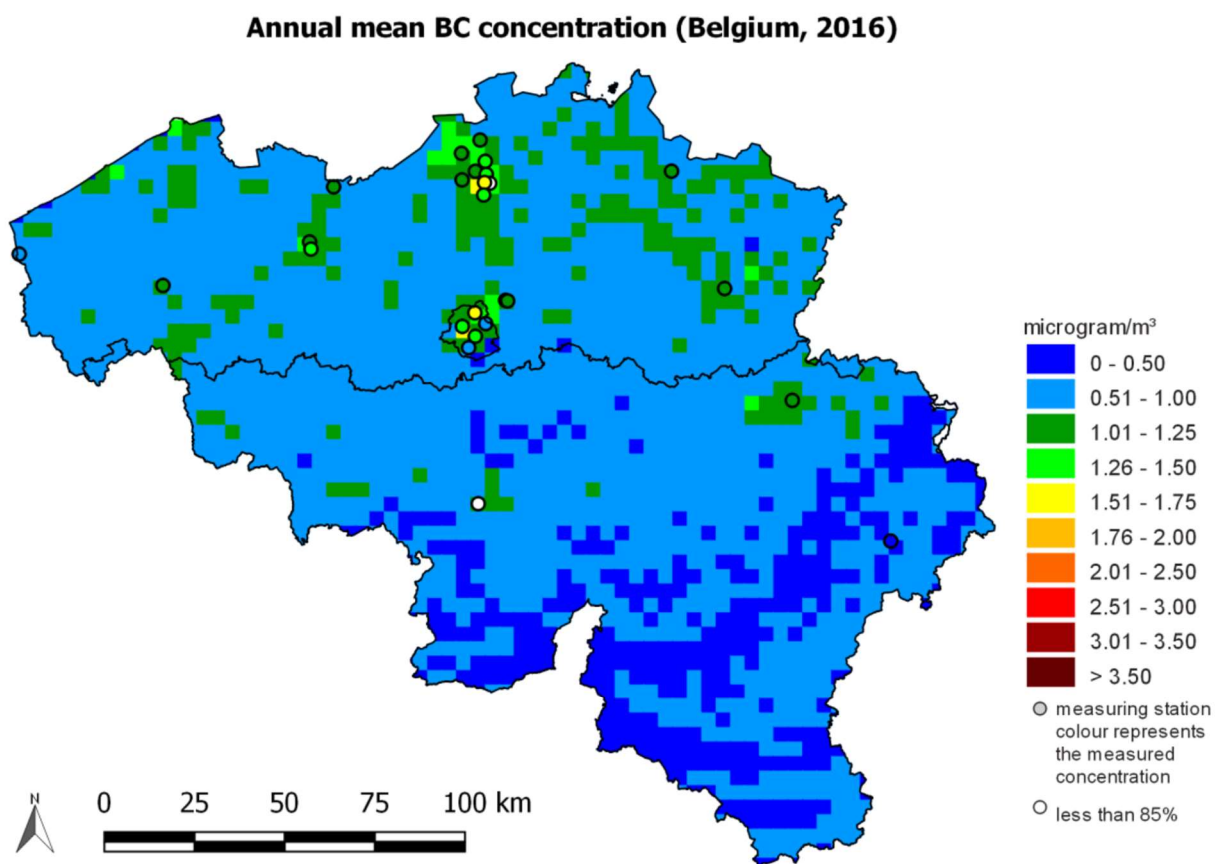 Annual mean BC concentration (Belgium, 2016)
microgram/m³
0 - 0.50
0.51 - 1.00
1.01 - 1.25
1.26 - 1.50
1.51 - 1.75
1.76 - 2.00
2.01 - 2.50
2.51 - 3.00
3.01 - 3.50
> 3.50
measuring station
colour represents
the measured
concentration
less than 85%
N
0 25 50 75 100 km